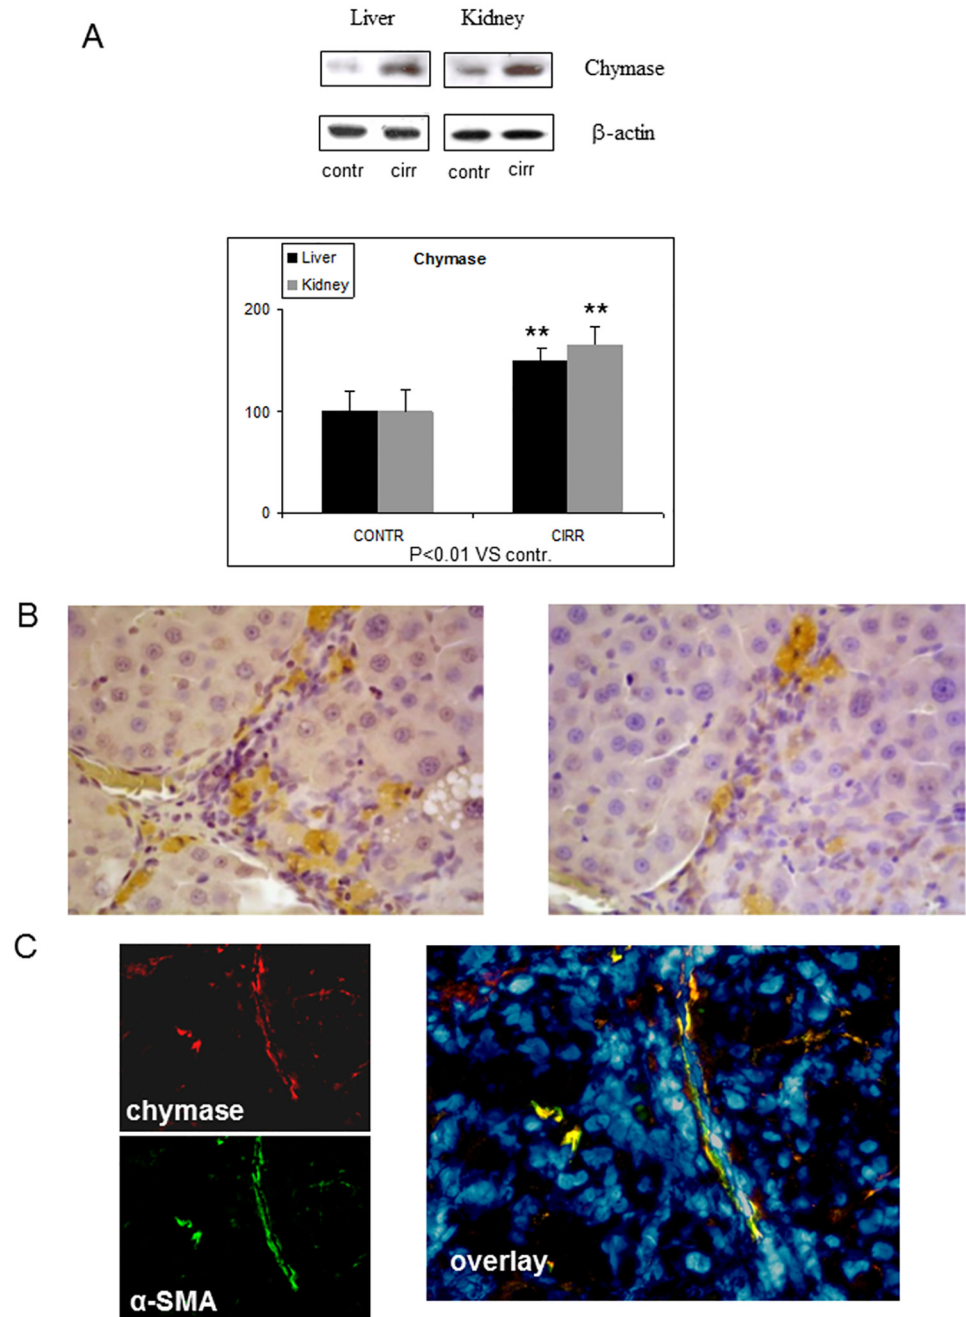 A
Liver Kidney
Chymase
β-actin
contr cirr contr cirr
Liver
Kidney
Chymase
200
** **
100
0
CONTR CIRR
P<0.01 VS contr.
B
C
chymase
α-SMA
overlay